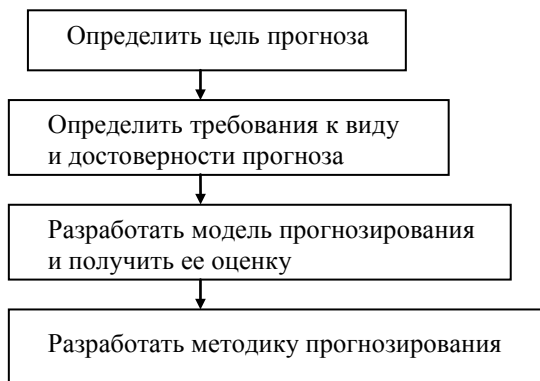 Определить цель прогноза
Определить требования к виду
и достоверности прогноза
Разработать модель прогнозирования
и получить ее оценку
Разработать методику прогнозирования